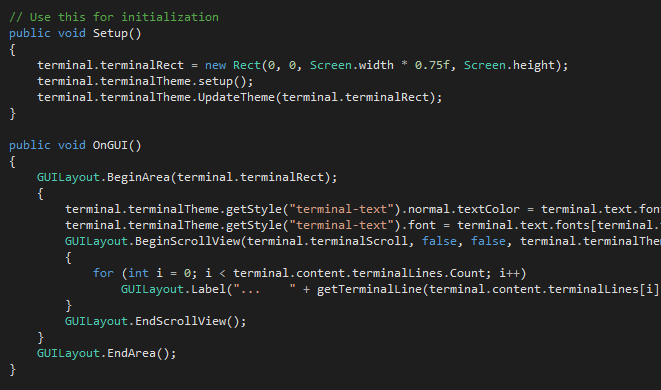 // Use this for initialization
public void Setup()
{
    terminal.terminalRect = new Rect(0, 0, Screen.width * 0.75f, Screen.height);
    terminal.terminalTheme.setup();
    terminal.terminalTheme.UpdateTheme(terminal.terminalRect);
}

public void OnGUI()
{
    GUILayout.BeginArea(terminal.terminalRect);
    {
        terminal.terminalTheme.getStyle("terminal-text").normal.textColor = terminal.text.fon
        terminal.terminalTheme.getStyle("terminal-text").font = terminal.text.fonts[terminal.
        GUILayout.BeginScrollView(terminal.terminalScroll, false, false, terminal.terminalThe
        {
            for (int i = 0; i < terminal.content.terminalLines.Count; i++)
                GUILayout.Label("...    " + getTerminalLine(terminal.content.terminalLines[i]
        }
        GUILayout.EndScrollView();
    }
    GUILayout.EndArea();
}